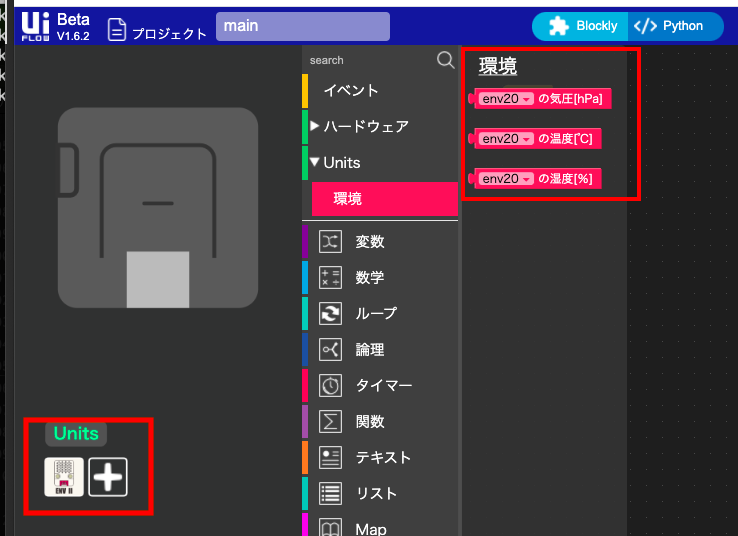 Ui
FLOW
Beta
V1.6.2
プロジェクト
main
Blockly
</> Python
search
イベント
ハードウェア
Units
環境
変数
数学
ループ
論理
タイマー
関数
テキスト
リスト
Map
環境
env20 の気圧[hPa]
env20 の温度[℃]
env20 の湿度[%]
Units
ENV II